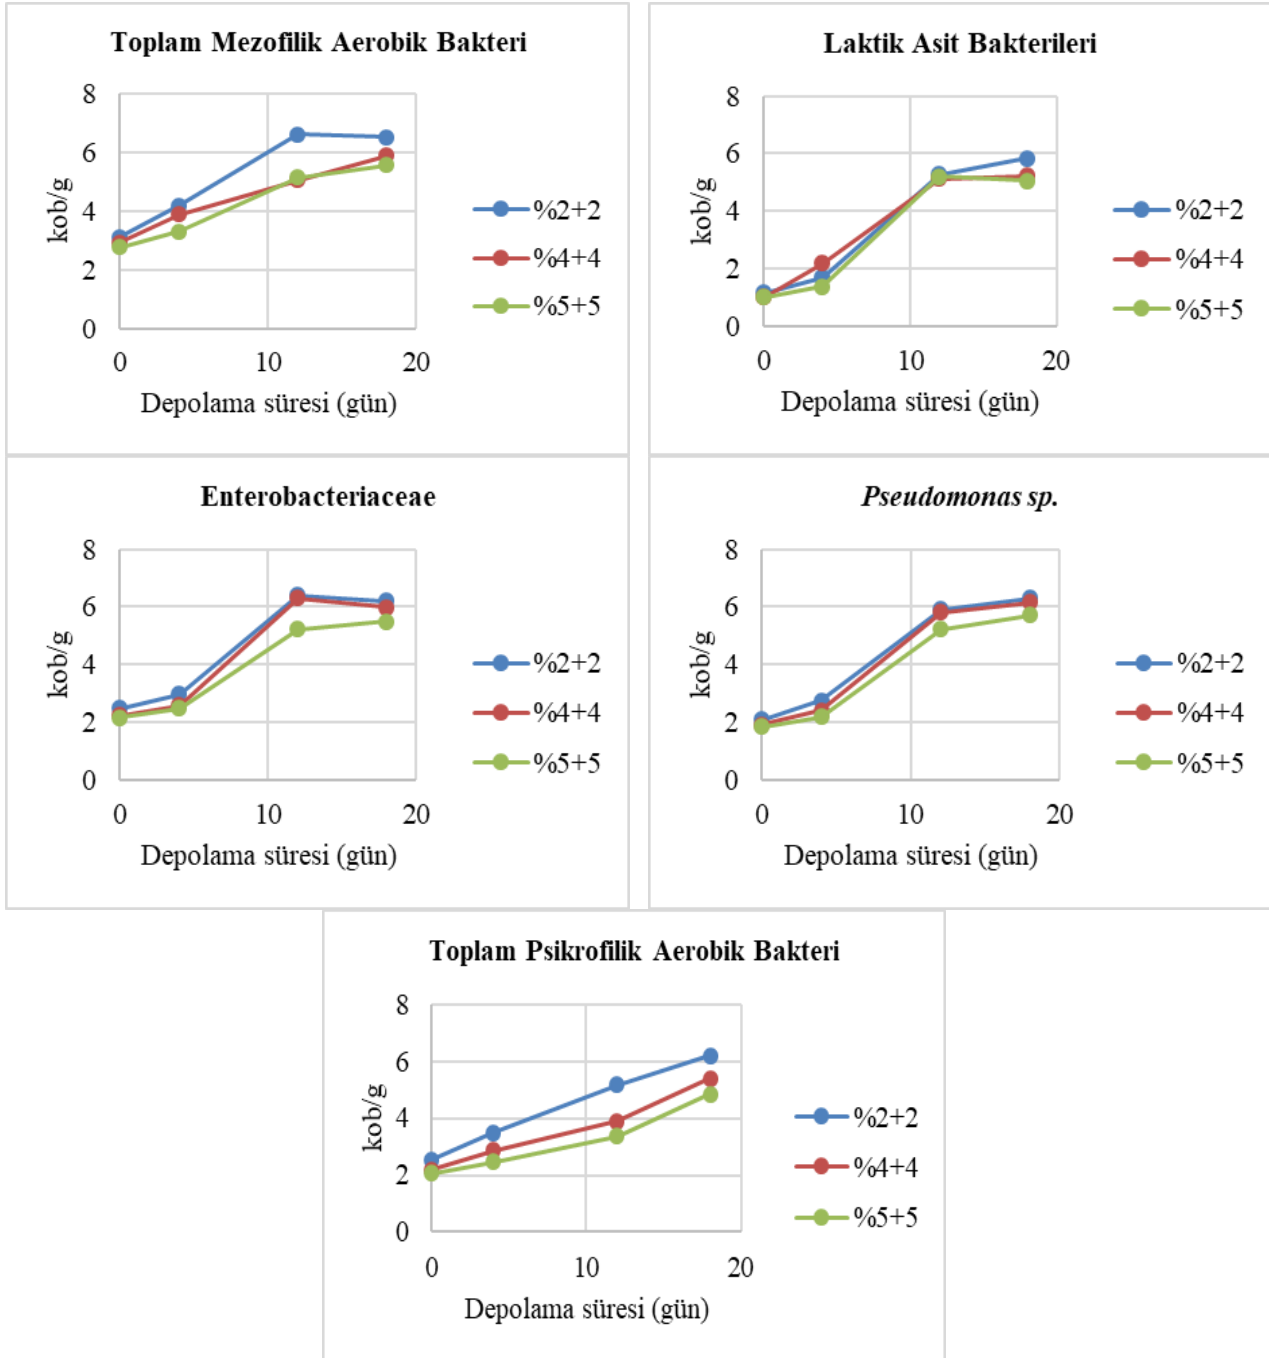 Toplam Mezofilik Aerobik Bakteri
8
6
4
2
0
kob/g
0 10 20
Depolama süresi (gün)
%2+2
%4+4
%5+5
Laktik Asit Bakterileri
8
6
4
2
0
kob/g
0 10 20
Depolama süresi (gün)
%2+2
%4+4
%5+5
Enterobacteriaceae
8
6
4
2
0
kob/g
0 10 20
Depolama süresi (gün)
%2+2
%4+4
%5+5
Pseudomonas sp.
8
6
4
2
0
kob/g
0 10 20
Depolama süresi (gün)
%2+2
%4+4
%5+5
Toplam Psikrofilik Aerobik Bakteri
8
6
4
2
0
kob/g
0 10 20
Depolama süresi (gün)
%2+2
%4+4
%5+5